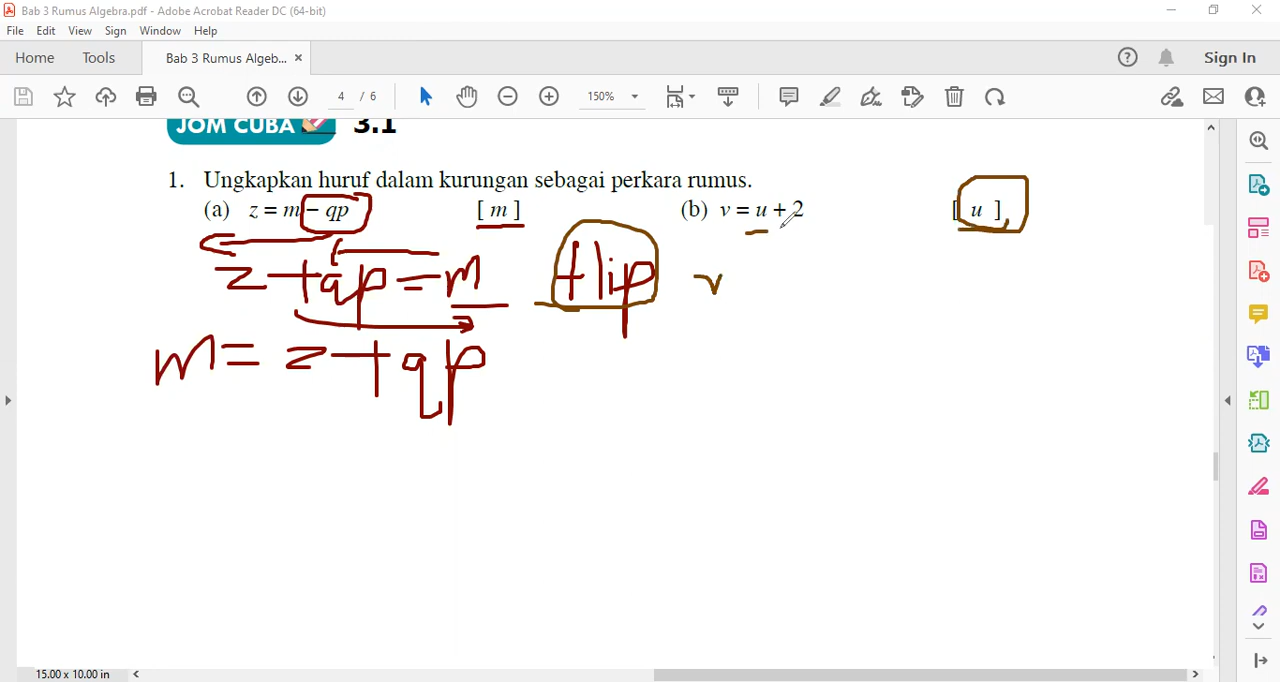 Bab 3 Rumus Algebra.pdf - Adobe Acrobat Reader DC (64-bit)
File Edit View Sign Window Help
Home Tools Bab 3 Rumus Algeb... × Sign In
4 / 6 150%
JOM CUBA 3.1
1. Ungkapkan huruf dalam kurungan sebagai perkara rumus.
(a) z = m − qp [ m ] (b) v = u + 2 [ u ]
z + qp = m flip v
m = z + qp
15.00 x 10.00 in